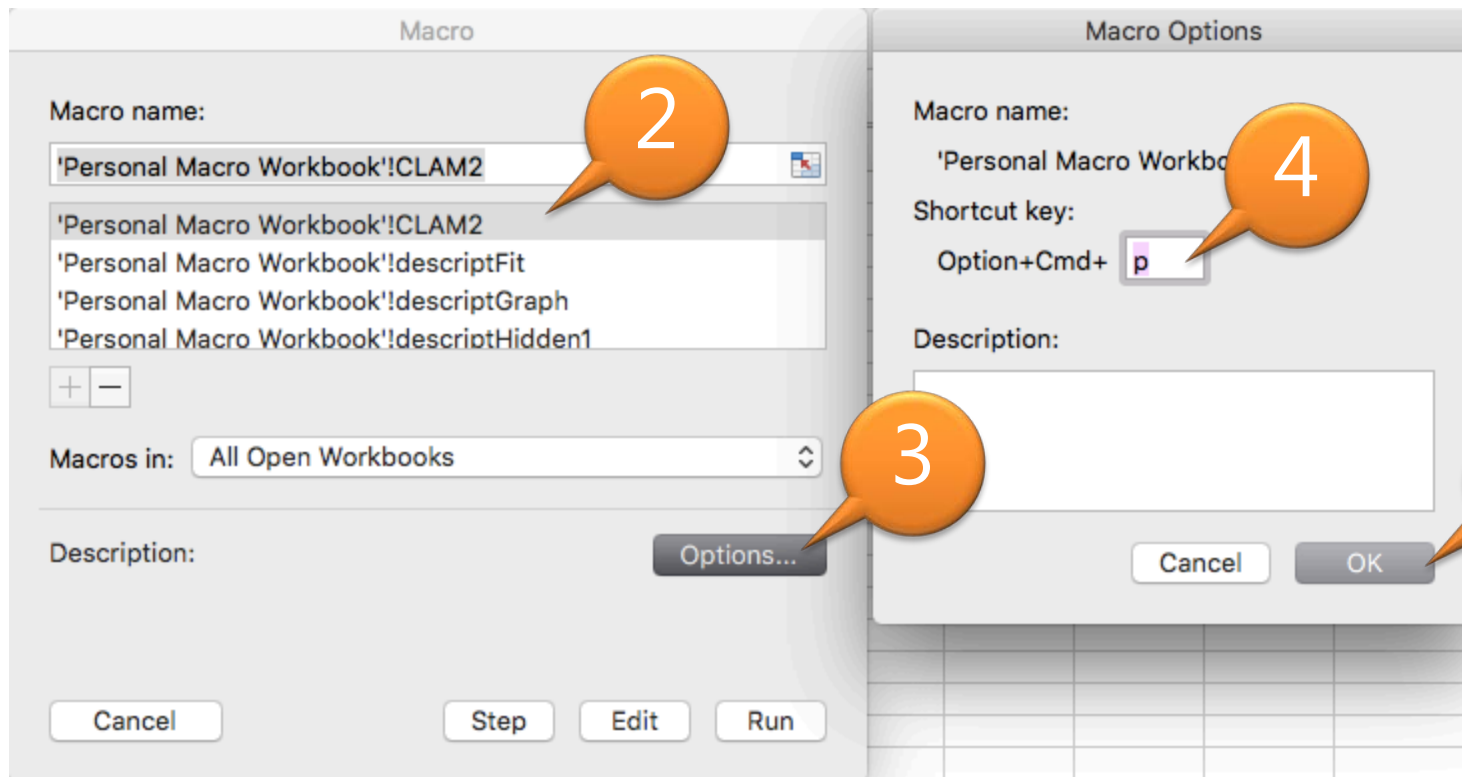 Macro
Macro name:
2
'Personal Macro Workbook'!CLAM2
'Personal Macro Workbook'!CLAM2
'Personal Macro Workbook'!descriptFit
'Personal Macro Workbook'!descriptGraph
'Personal Macro Workbook'!descriptHidden1
+ −
Macros in: All Open Workbooks
3
Description:
Options...
Cancel Step Edit Run
Macro Options
Macro name:
'Personal Macro
4
Shortcut key:
Option+Cmd+ p
Description:
Cancel OK